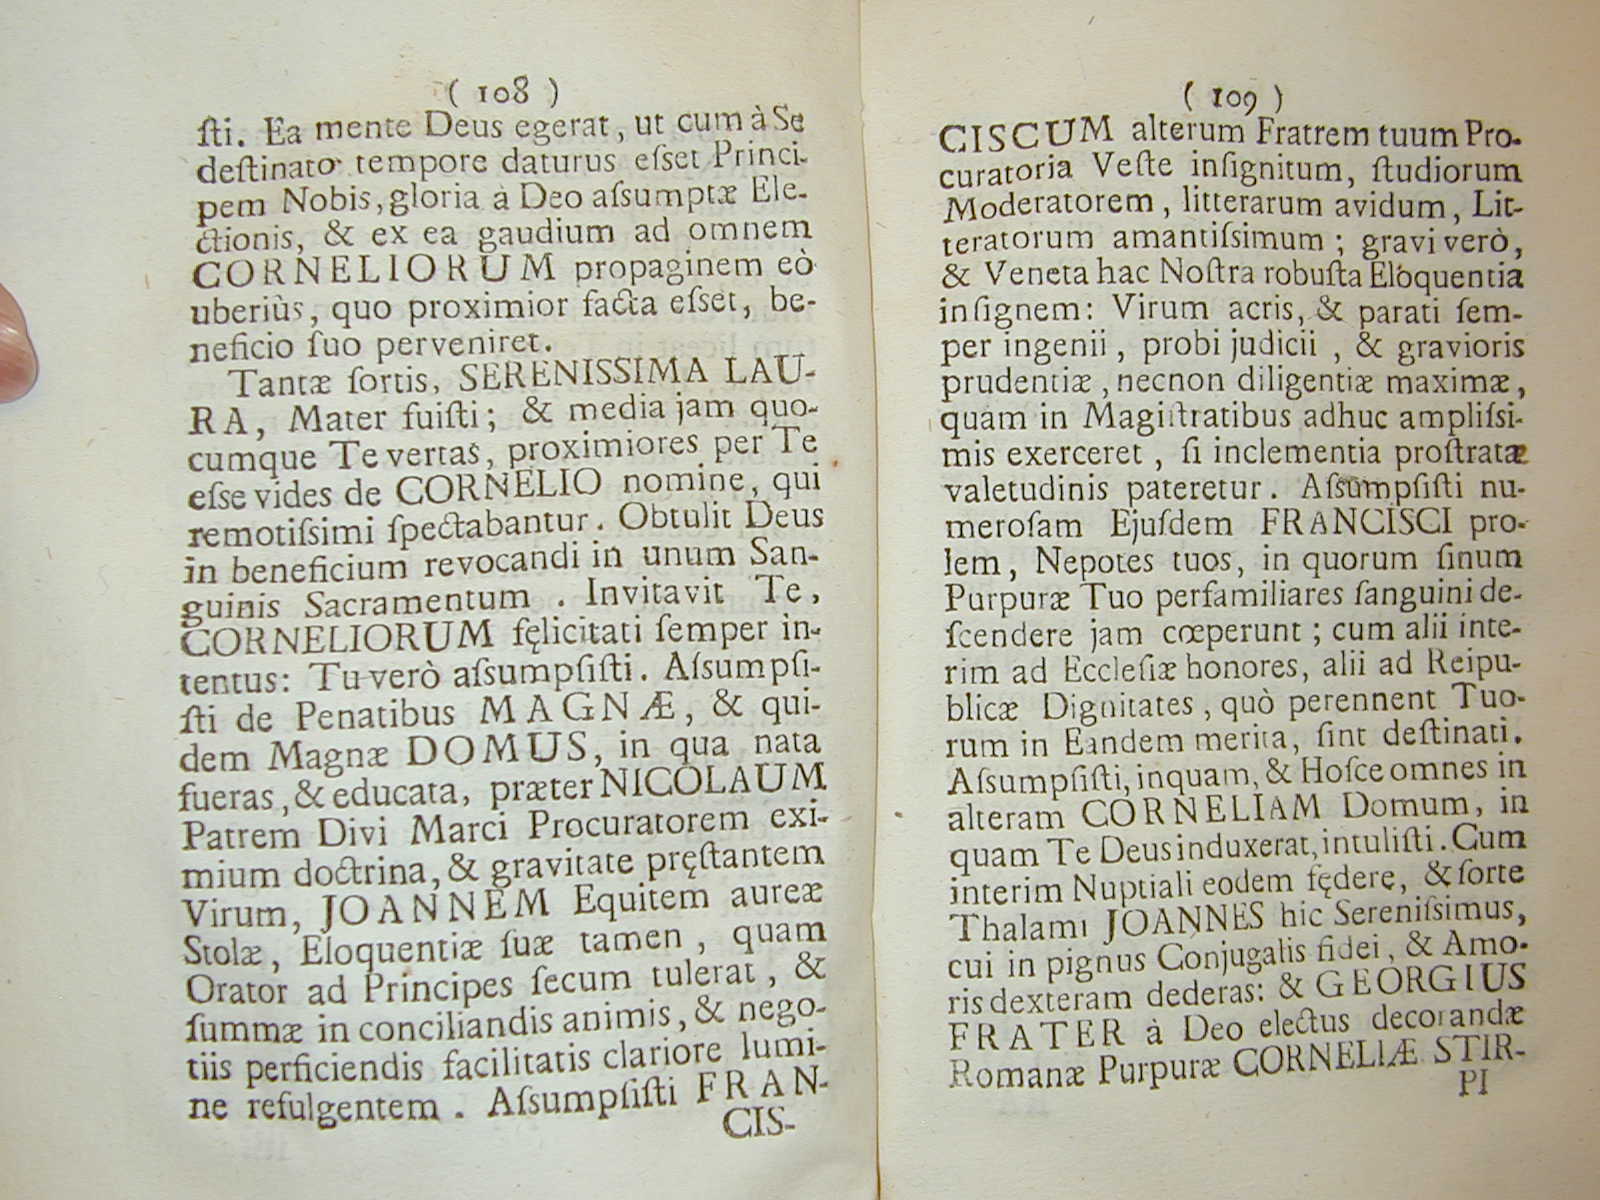 ( 108 )
ſti. Ea mente Deus egerat, ut cum à Se
deſtinato tempore daturus eſset Princi-
pem Nobis, gloria à Deo aſsumptæ Ele-
ctionis, & ex ea gaudium ad omnem
CORNELIORUM propaginem eò
uberiùs, quo proximior facta eſset, be-
neficio ſuo perveniret.
Tantæ ſortis, SERENISSIMA LAU-
RA, Mater fuiſti; & media jam quo-
cumque Te vertas, proximiores per Te
eſse vides de CORNELIO nomine, qui
remotiſsimi ſpectabantur. Obtulit Deus
in beneficium revocandi in unum San-
guinis Sacramentum . Invitavit Te,
CORNELIORUM fęlicitati ſemper in-
tentus: Tu verò aſsumpſiſti. Aſsumpſi-
ſti de Penatibus MAGNÆ, & qui-
dem Magnæ DOMUS, in qua nata
fueras, & educata, præter NICOLAUM
Patrem Divi Marci Procuratorem exi-
mium doctrina, & gravitate pręſtantem
Virum, JOANNEM Equitem aureæ
Stolæ, Eloquentiæ ſuæ tamen, quam
Orator ad Principes ſecum tulerat, &
ſummæ in conciliandis animis, & nego-
tiis perficiendis facilitatis clariore lumi-
ne refulgentem . Aſsumpſiſti FRAN-
CIS-
( 109 )
CISCUM alterum Fratrem tuum Pro-
curatoria Veſte inſignitum, ſtudiorum
Moderatorem, litterarum avidum, Lit-
teratorum amantiſsimum; gravi verò,
& Veneta hac Noſtra robuſta Eloquentia
inſignem: Virum acris, & parati ſem-
per ingenii, probi judicii, & gravioris
prudentiæ, necnon diligentiæ maximæ,
quam in Magiſtratibus adhuc ampliſsi-
mis exerceret, ſi inclementia proſtratæ
valetudinis pateretur. Aſsumpſiſti nu-
meroſam Ejuſdem FRANCISCI pro-
lem, Nepotes tuos, in quorum ſinum
Purpuræ Tuo perfamiliares ſanguini de-
ſcendere jam cœperunt; cum alii inte-
rim ad Eccleſiæ honores, alii ad Reipu-
blicæ Dignitates, quò perennent Tuo-
rum in Eandem merita, ſint deſtinati.
Aſsumpſiſti, inquam, & Hoſce omnes in
alteram CORNELIAM Domum, in
quam Te Deus induxerat, intuliſti. Cum
interim Nuptiali eodem fędere, & ſorte
Thalami JOANNES hic Sereniſsimus,
cui in pignus Conjugalis fidei, & Amo-
ris dexteram dederas: & GEORGIUS
FRATER à Deo electus decorandæ
Romanæ Purpuræ CORNELIÆ STIR-
PI